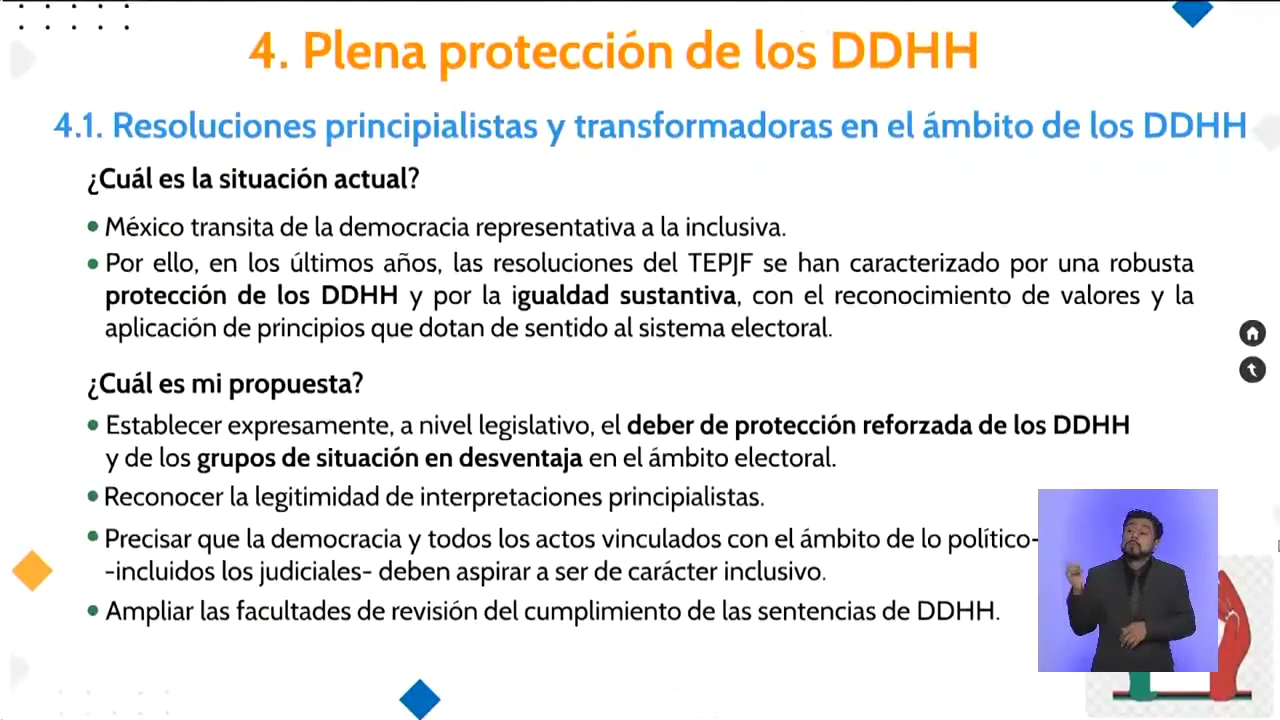 4. Plena protección de los DDHH
4.1. Resoluciones principialistas y transformadoras en el ámbito de los DDHH
¿Cuál es la situación actual?
• México transita de la democracia representativa a la inclusiva.
• Por ello, en los últimos años, las resoluciones del TEPJF se han caracterizado por una robusta
protección de los DDHH y por la igualdad sustantiva, con el reconocimiento de valores y la
aplicación de principios que dotan de sentido al sistema electoral.
¿Cuál es mi propuesta?
• Establecer expresamente, a nivel legislativo, el deber de protección reforzada de los DDHH
y de los grupos de situación en desventaja en el ámbito electoral.
• Reconocer la legitimidad de interpretaciones principialistas.
• Precisar que la democracia y todos los actos vinculados con el ámbito de lo político-
-incluidos los judiciales- deben aspirar a ser de carácter inclusivo.
• Ampliar las facultades de revisión del cumplimiento de las sentencias de DDHH.